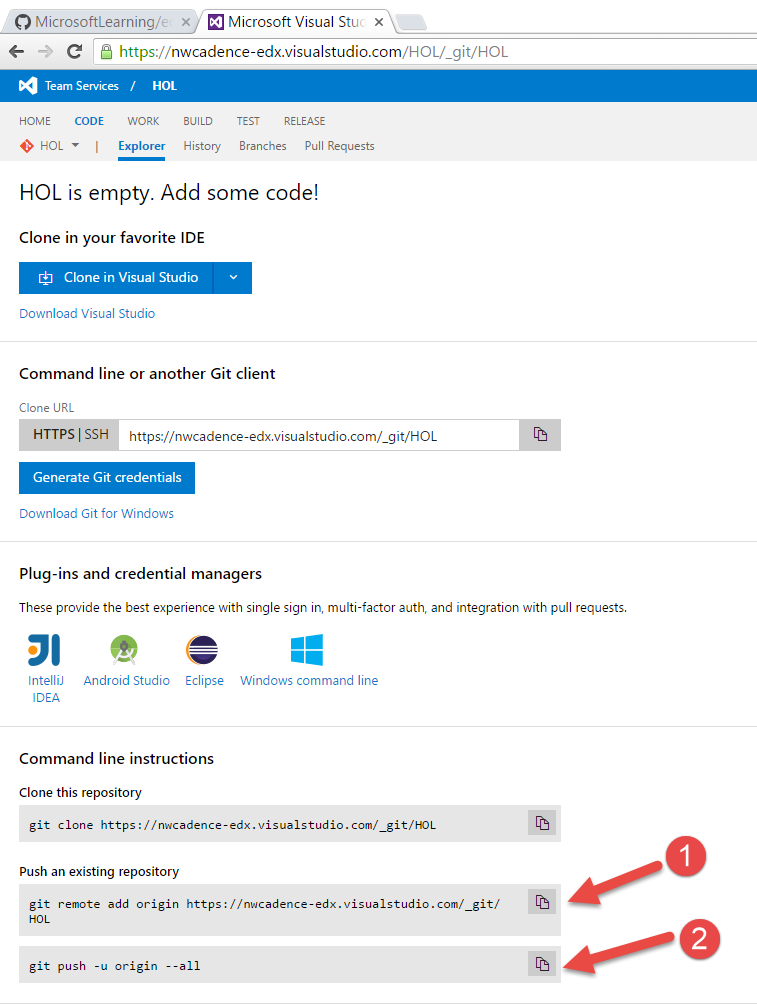 MicrosoftLearning/e
Microsoft Visual Stu
https://nwcadence-edx.visualstudio.com/HOL/_git/HOL
Team Services / HOL
HOME CODE WORK BUILD TEST RELEASE
HOL | Explorer History Branches Pull Requests
HOL is empty. Add some code!
Clone in your favorite IDE
Clone in Visual Studio
Download Visual Studio
Command line or another Git client
Clone URL
HTTPS | SSH https://nwcadence-edx.visualstudio.com/_git/HOL
Generate Git credentials
Download Git for Windows
Plug-ins and credential managers
These provide the best experience with single sign in, multi-factor auth, and integration with pull requests.
IntelliJ Android Studio Eclipse Windows command line
IDEA
Command line instructions
Clone this repository
git clone https://nwcadence-edx.visualstudio.com/_git/HOL
1
Push an existing repository
git remote add origin https://nwcadence-edx.visualstudio.com/_git/
HOL
2
git push -u origin --all